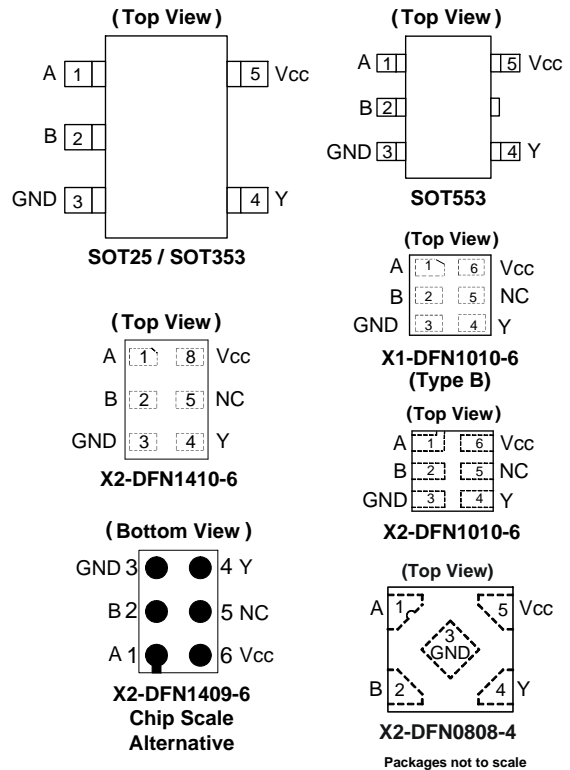 (Top View)
A 1 5 Vcc
B 2
GND 3 4 Y
SOT25 / SOT353
(Top View)
A 1 8 Vcc
B 2 5 NC
GND 3 4 Y
X2-DFN1410-6
(Bottom View)
GND 3 4 Y
B 2 5 NC
A 1 6 Vcc
X2-DFN1409-6
Chip Scale
Alternative
(Top View)
A 1 5 Vcc
B 2
GND 3 4 Y
SOT553
(Top View)
A 1 6 Vcc
B 2 5 NC
GND 3 4 Y
X1-DFN1010-6
(Type B)
(Top View)
A 1 6 Vcc
B 2 5 NC
GND 3 4 Y
X2-DFN1010-6
(Top View)
A 1 5 Vcc
3
GND
B 2 4 Y
X2-DFN0808-4
Packages not to scale